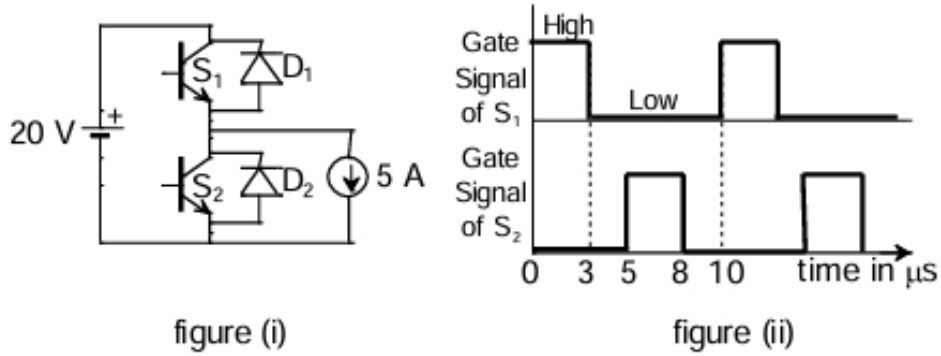 20 V
+
S₁
D₁
S₂
D₂
5 A
figure (i)
Gate
Signal
of S₁
High
Low
Gate
Signal
of S₂
0 3 5 8 10 time in μs
figure (ii)